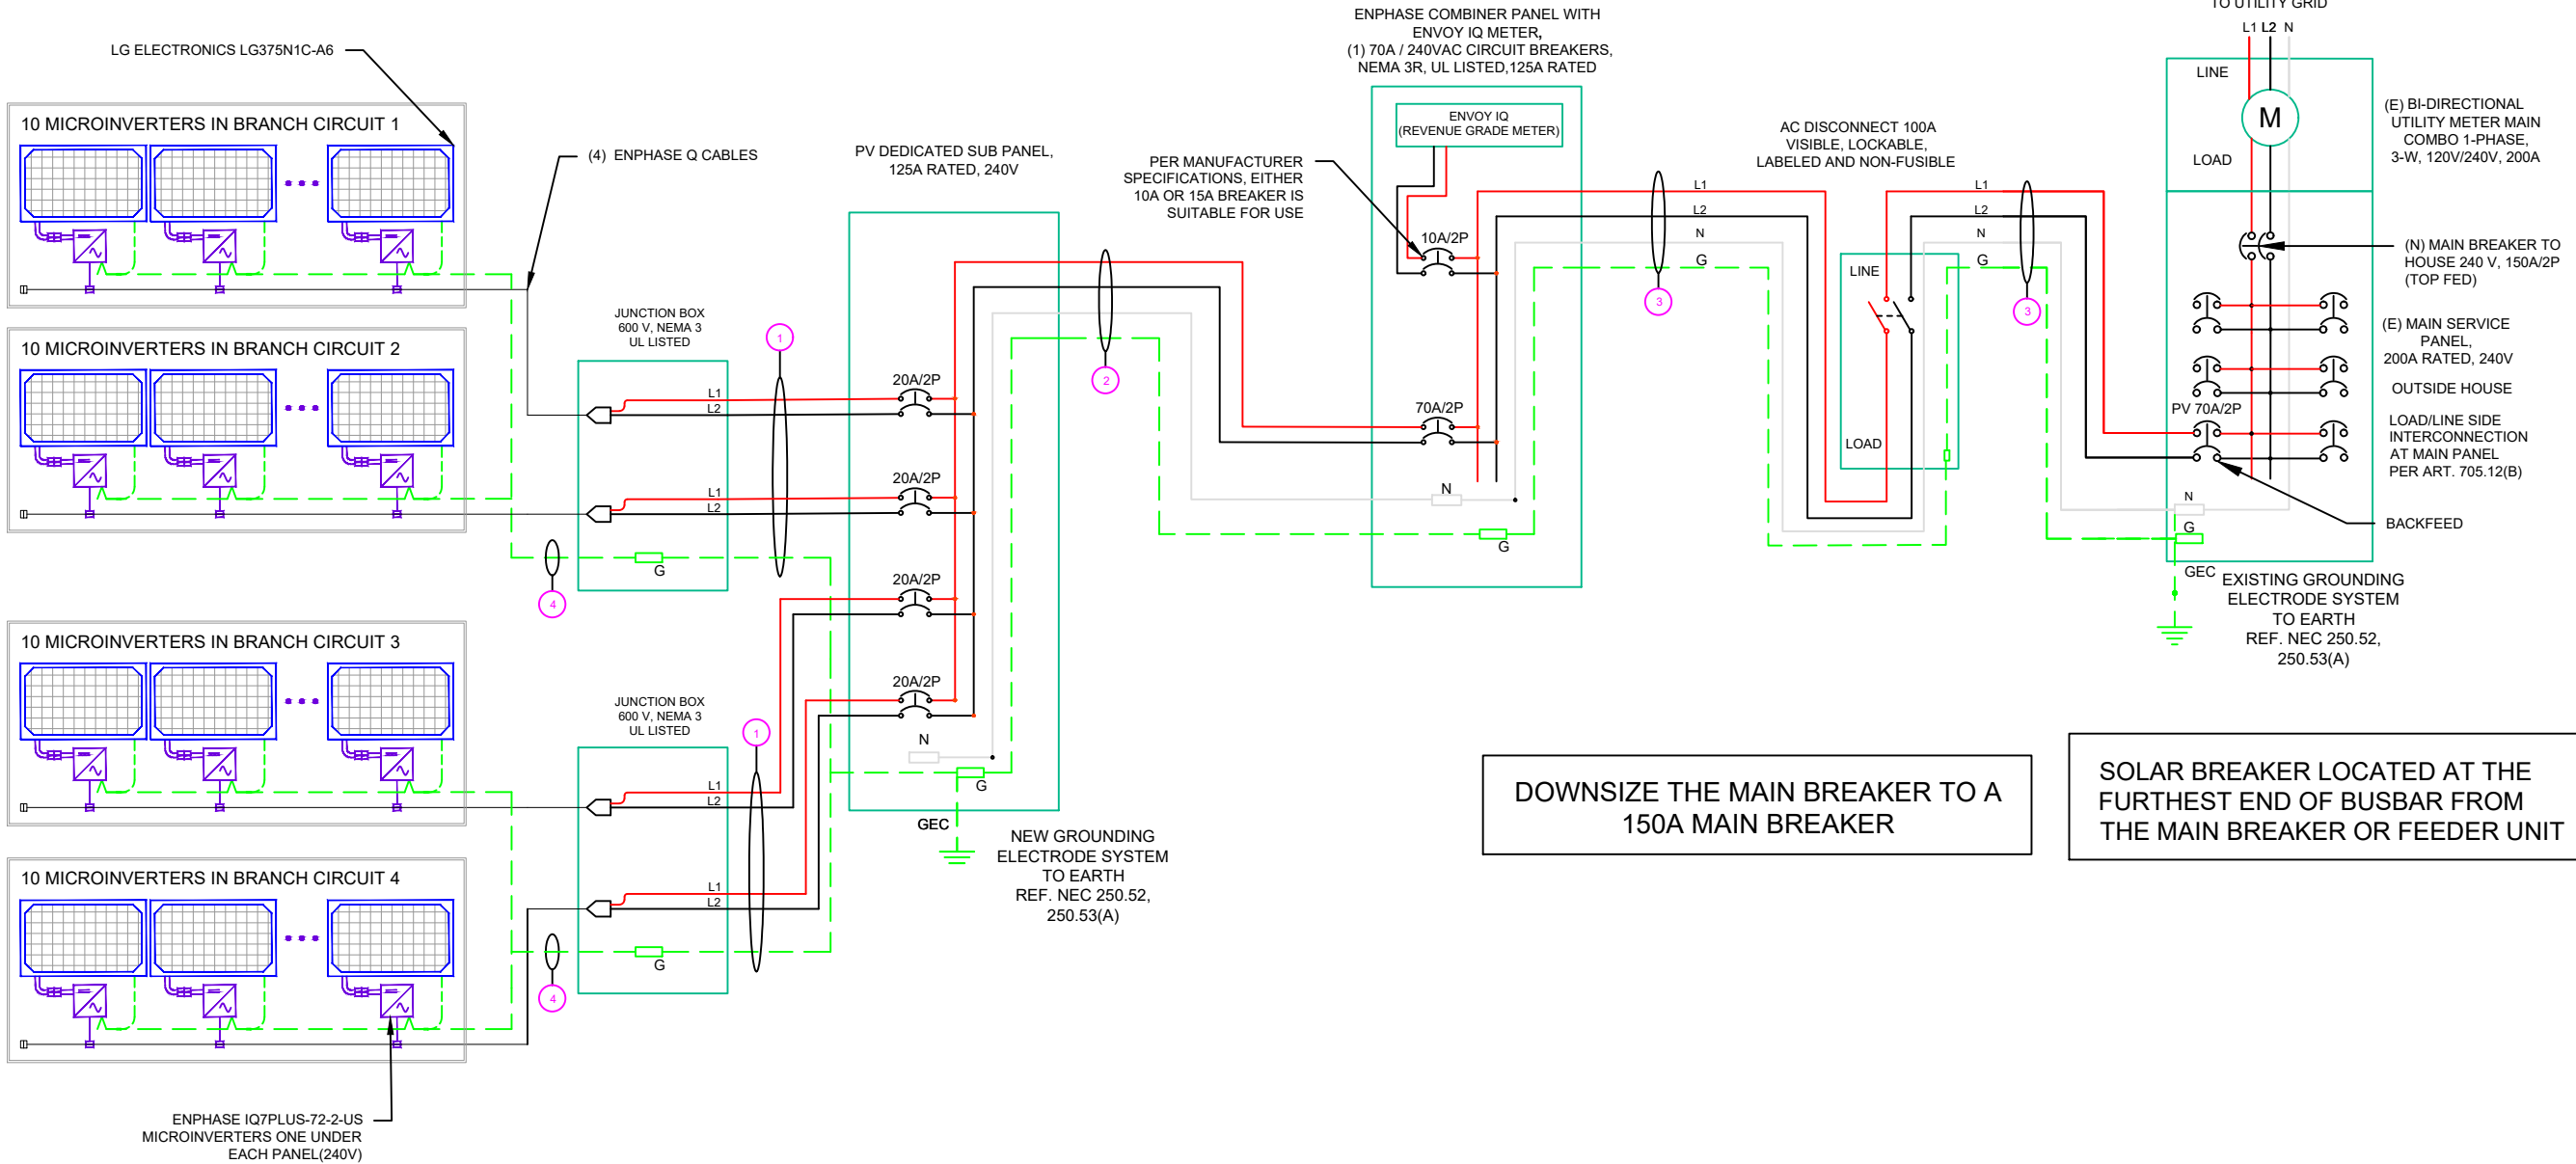 LG ELECTRONICS LG375N1C-A6
10 MICROINVERTERS IN BRANCH CIRCUIT 1
10 MICROINVERTERS IN BRANCH CIRCUIT 2
10 MICROINVERTERS IN BRANCH CIRCUIT 3
10 MICROINVERTERS IN BRANCH CIRCUIT 4
ENPHASE IQ7PLUS-72-2-US
MICROINVERTERS ONE UNDER
EACH PANEL(240V)
(4) ENPHASE Q CABLES
JUNCTION BOX
600 V, NEMA 3
UL LISTED
L1
L2
L1
L2
G
4
1
JUNCTION BOX
600 V, NEMA 3
UL LISTED
L1
L2
L1
L2
G
4
1
PV DEDICATED SUB PANEL,
125A RATED, 240V
20A/2P
20A/2P
20A/2P
20A/2P
N
G
GEC
NEW GROUNDING
ELECTRODE SYSTEM
TO EARTH
REF. NEC 250.52,
250.53(A)
2
ENPHASE COMBINER PANEL WITH
ENVOY IQ METER,
(1) 70A / 240VAC CIRCUIT BREAKERS,
NEMA 3R, UL LISTED,125A RATED
ENVOY IQ
(REVENUE GRADE METER)
PER MANUFACTURER
SPECIFICATIONS, EITHER
10A OR 15A BREAKER IS
SUITABLE FOR USE
10A/2P
70A/2P
N
G
L1
L2
N
G
3
AC DISCONNECT 100A
VISIBLE, LOCKABLE,
LABELED AND NON-FUSIBLE
LINE
LOAD
L1
L2
N
G
3
TO UTILITY GRID
L1 L2 N
LINE
M
LOAD
(E) BI-DIRECTIONAL
UTILITY METER MAIN
COMBO 1-PHASE,
3-W, 120V/240V, 200A
(N) MAIN BREAKER TO
HOUSE 240 V, 150A/2P
(TOP FED)
(E) MAIN SERVICE
PANEL,
200A RATED, 240V
OUTSIDE HOUSE
PV 70A/2P
LOAD/LINE SIDE
INTERCONNECTION
AT MAIN PANEL
PER ART. 705.12(B)
N
G
BACKFEED
GEC
EXISTING GROUNDING
ELECTRODE SYSTEM
TO EARTH
REF. NEC 250.52,
250.53(A)
DOWNSIZE THE MAIN BREAKER TO A
150A MAIN BREAKER
SOLAR BREAKER LOCATED AT THE
FURTHEST END OF BUSBAR FROM
THE MAIN BREAKER OR FEEDER UNIT